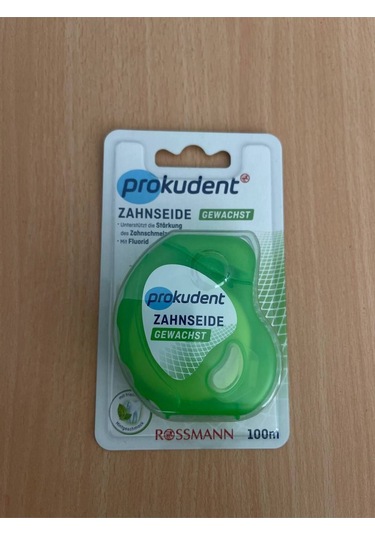 prokudent
ZAHNSEIDE GEWACHST
• Unterstützt die Stärkung
des Zahnschmelzes
• Mit Fluorid
prokudent
ZAHNSEIDE
GEWACHST
ROSSMANN 100m